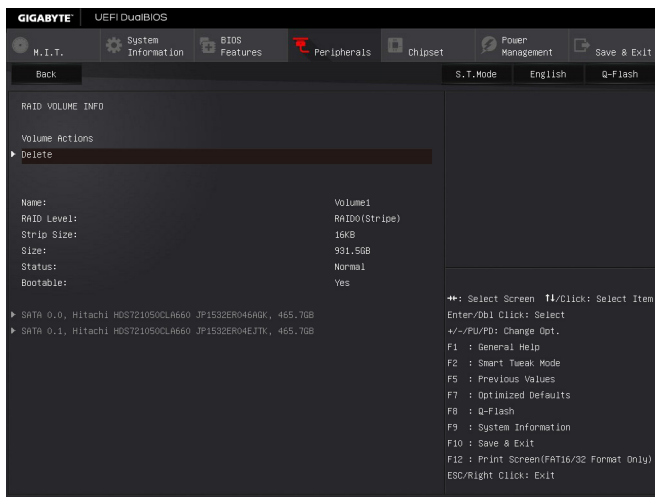 GIGABYTE™ UEFI DualBIOS
M.I.T. System Information BIOS Features Peripherals Chipset Power Management Save & Exit
Back S.T.Mode English Q-Flash
RAID VOLUME INFO
Volume Actions
Delete
Name: Volume1
RAID Level: RAID0(Stripe)
Strip Size: 16KB
Size: 931.5GB
Status: Normal
Bootable: Yes
SATA 0.0, Hitachi HDS721050CLA660 JP1532ER046AGK, 465.7GB
SATA 0.1, Hitachi HDS721050CLA660 JP1532ER04EJTK, 465.7GB
→←: Select Screen ↑↓/Click: Select Item
Enter/Dbl Click: Select
+/-/PU/PD: Change Opt.
F1 : General Help
F2 : Smart Tweak Mode
F5 : Previous Values
F7 : Optimized Defaults
F8 : Q-Flash
F9 : System Information
F10 : Save & Exit
F12 : Print Screen(FAT16/32 Format Only)
ESC/Right Click: Exit